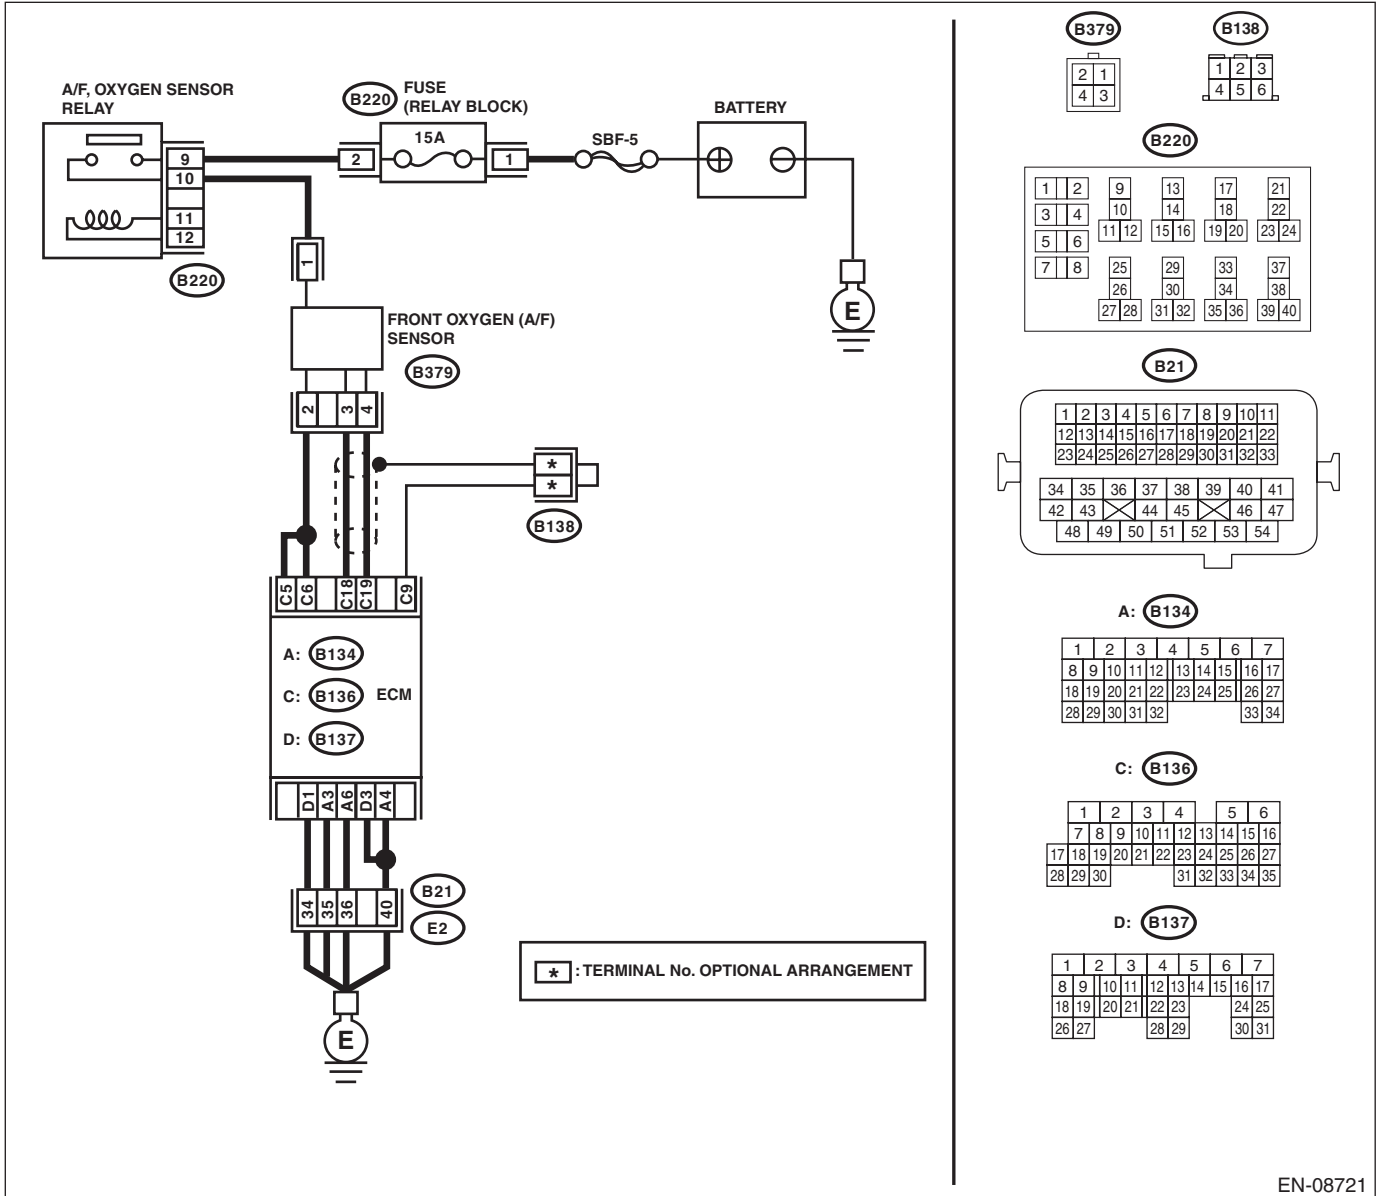 A/F, OXYGEN SENSOR
RELAY
9
10
11
12
B220
B220
FUSE
(RELAY BLOCK)
15A
2
1
SBF-5
BATTERY
E
1
FRONT OXYGEN (A/F)
SENSOR
B379
2
3
4
*
*
B138
C5
C6
C18
C19
C9
A: B134
C: B136 ECM
D: B137
D1
A3
A6
D3
A4
34
35
36
40
B21
E2
E
* : TERMINAL No. OPTIONAL ARRANGEMENT
B379
2 1
4 3
B138
1 2 3
4 5 6
B220
1 2 9 13 17 21
3 4 10 14 18 22
11 12 15 16 19 20 23 24
5 6
7 8 25 29 33 37
26 30 34 38
27 28 31 32 35 36 39 40
B21
1 2 3 4 5 6 7 8 9 10 11
12 13 14 15 16 17 18 19 20 21 22
23 24 25 26 27 28 29 30 31 32 33
34 35 36 37 38 39 40 41
42 43 44 45 46 47
48 49 50 51 52 53 54
A: B134
1 2 3 4 5 6 7
8 9 10 11 12 13 14 15 16 17
18 19 20 21 22 23 24 25 26 27
28 29 30 31 32 33 34
C: B136
1 2 3 4 5 6
7 8 9 10 11 12 13 14 15 16
17 18 19 20 21 22 23 24 25 26 27
28 29 30 31 32 33 34 35
D: B137
1 2 3 4 5 6 7
8 9 10 11 12 13 14 15 16 17
18 19 20 21 22 23 24 25
26 27 28 29 30 31
EN-08721